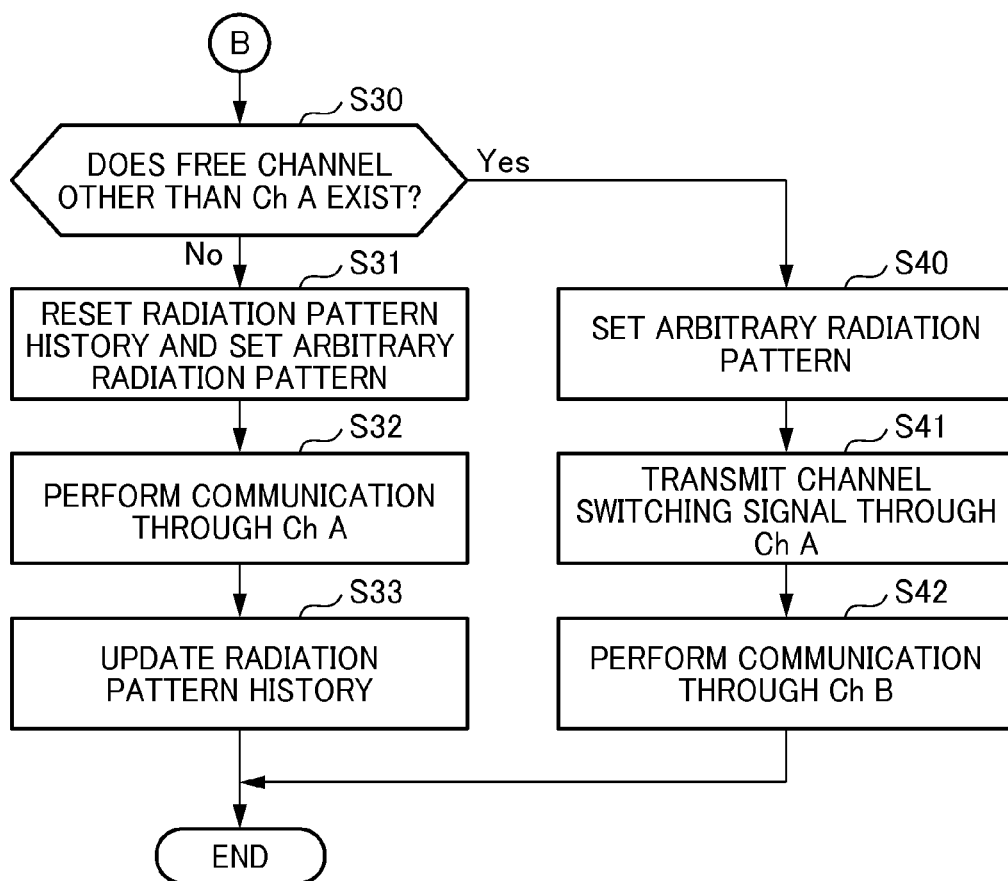 B
S30
DOES FREE CHANNEL
OTHER THAN Ch A EXIST?
Yes
No
S31
RESET RADIATION PATTERN
HISTORY AND SET ARBITRARY
RADIATION PATTERN
S32
PERFORM COMMUNICATION
THROUGH Ch A
S33
UPDATE RADIATION
PATTERN HISTORY
S40
SET ARBITRARY RADIATION
PATTERN
S41
TRANSMIT CHANNEL
SWITCHING SIGNAL THROUGH
Ch A
S42
PERFORM COMMUNICATION
THROUGH Ch B
END